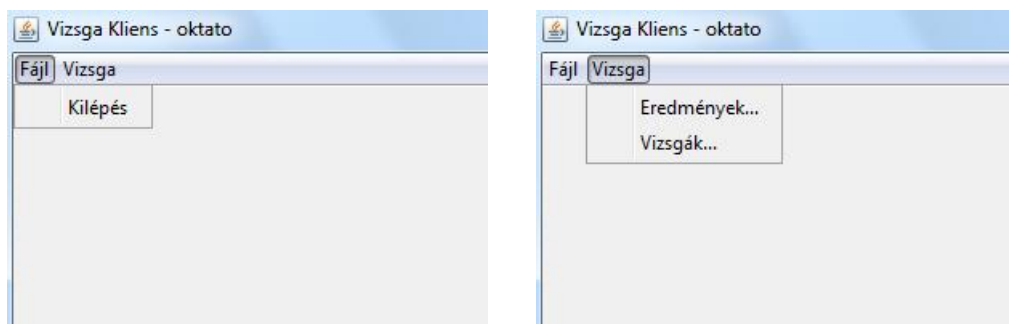 Vizsga Kliens - oktato
Fájl Vizsga
Kilépés
Vizsga Kliens - oktato
Fájl Vizsga
Eredmények...
Vizsgák...